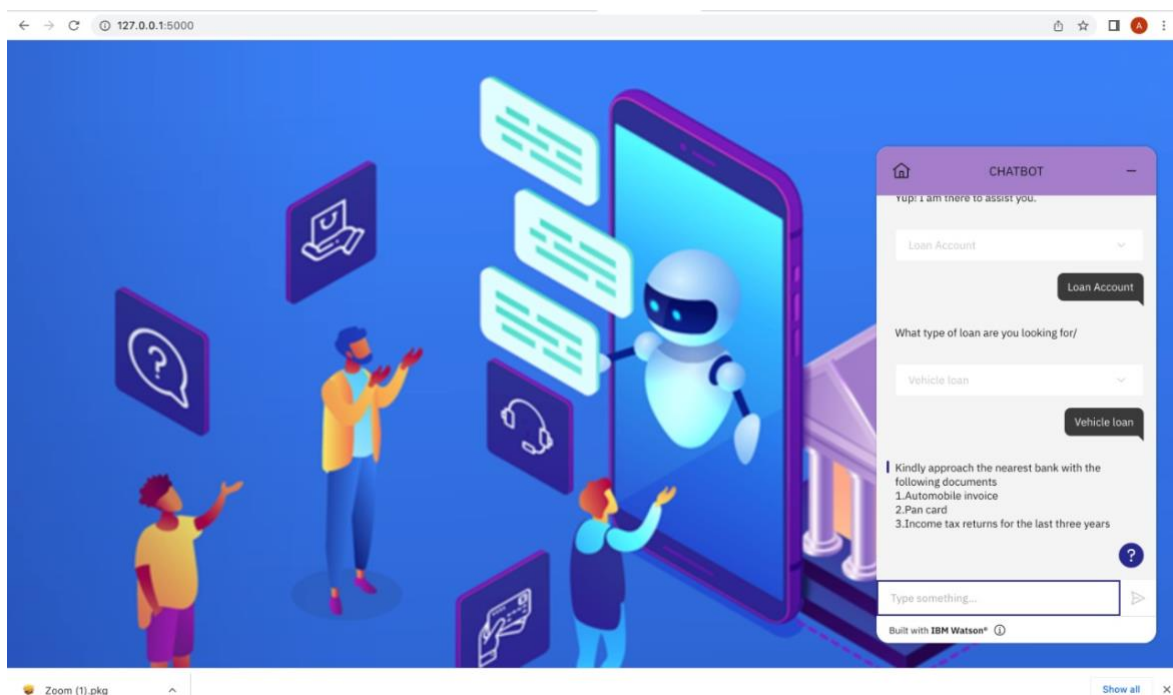 127.0.0.1:5000
A
CHATBOT
Yup! I am there to assist you.
Loan Account
Loan Account
What type of loan are you looking for/
Vehicle loan
Vehicle loan
Kindly approach the nearest bank with the
following documents
1.Automobile invoice
2.Pan card
3.Income tax returns for the last three years
?
?
Type something...
Built with IBM Watson®
Zoom (1).pkg
Show all